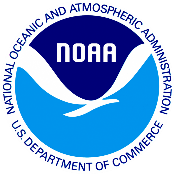 NATIONAL OCEANIC AND ATMOSPHERIC ADMINISTRATION
NOAA
U.S. DEPARTMENT OF COMMERCE